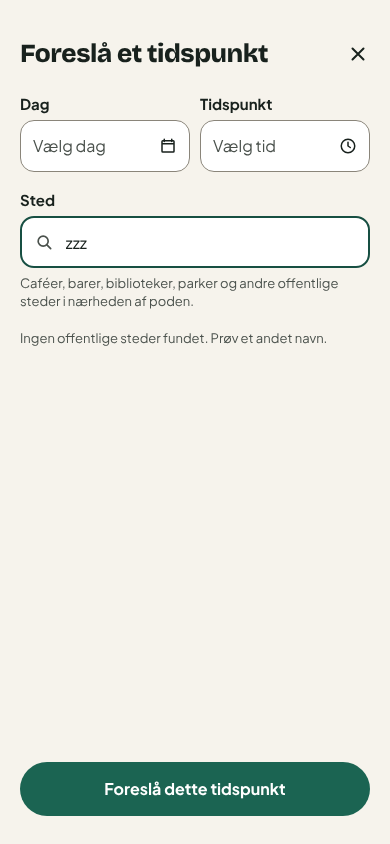 Foreslå et tidspunkt
Dag
Tidspunkt
Vælg dag
Vælg tid
Sted
zzz
Caféer, barer, biblioteker, parker og andre offentlige
steder i nærheden af poden.
Ingen offentlige steder fundet. Prøv et andet navn.
Foreslå dette tidspunkt